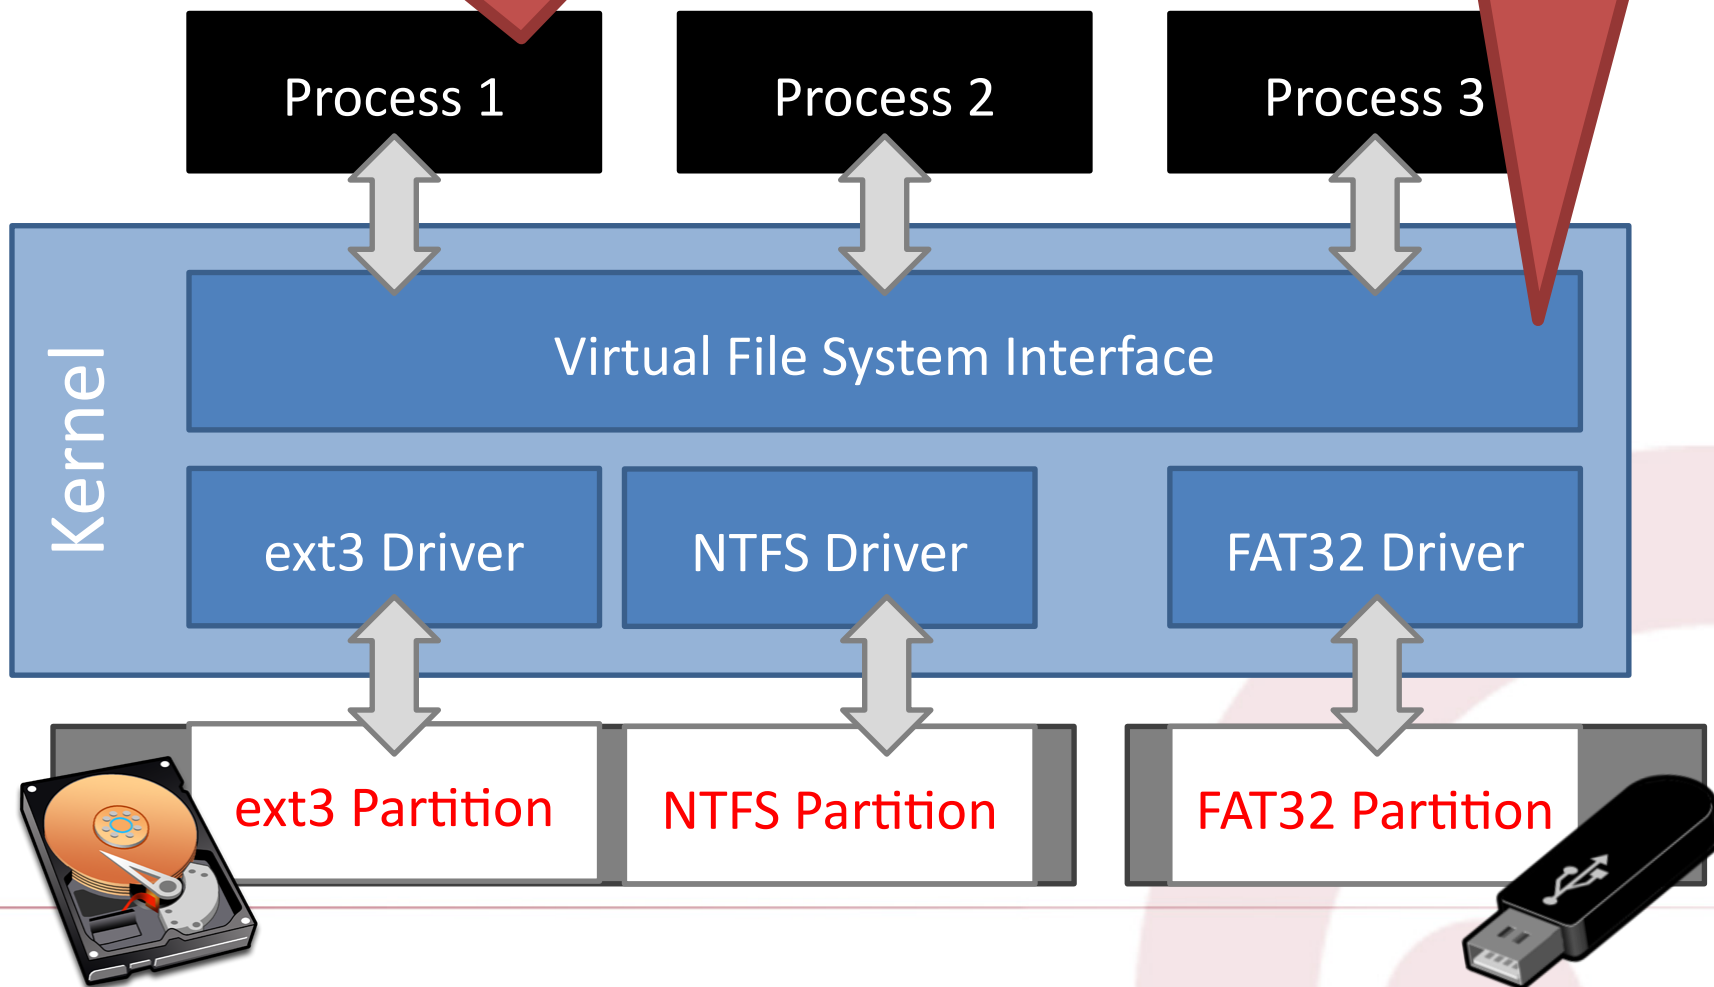 Process 1
Process 2
Process 3
Kernel
Virtual File System Interface
ext3 Driver
NTFS Driver
FAT32 Driver
ext3 Partition
NTFS Partition
FAT32 Partition